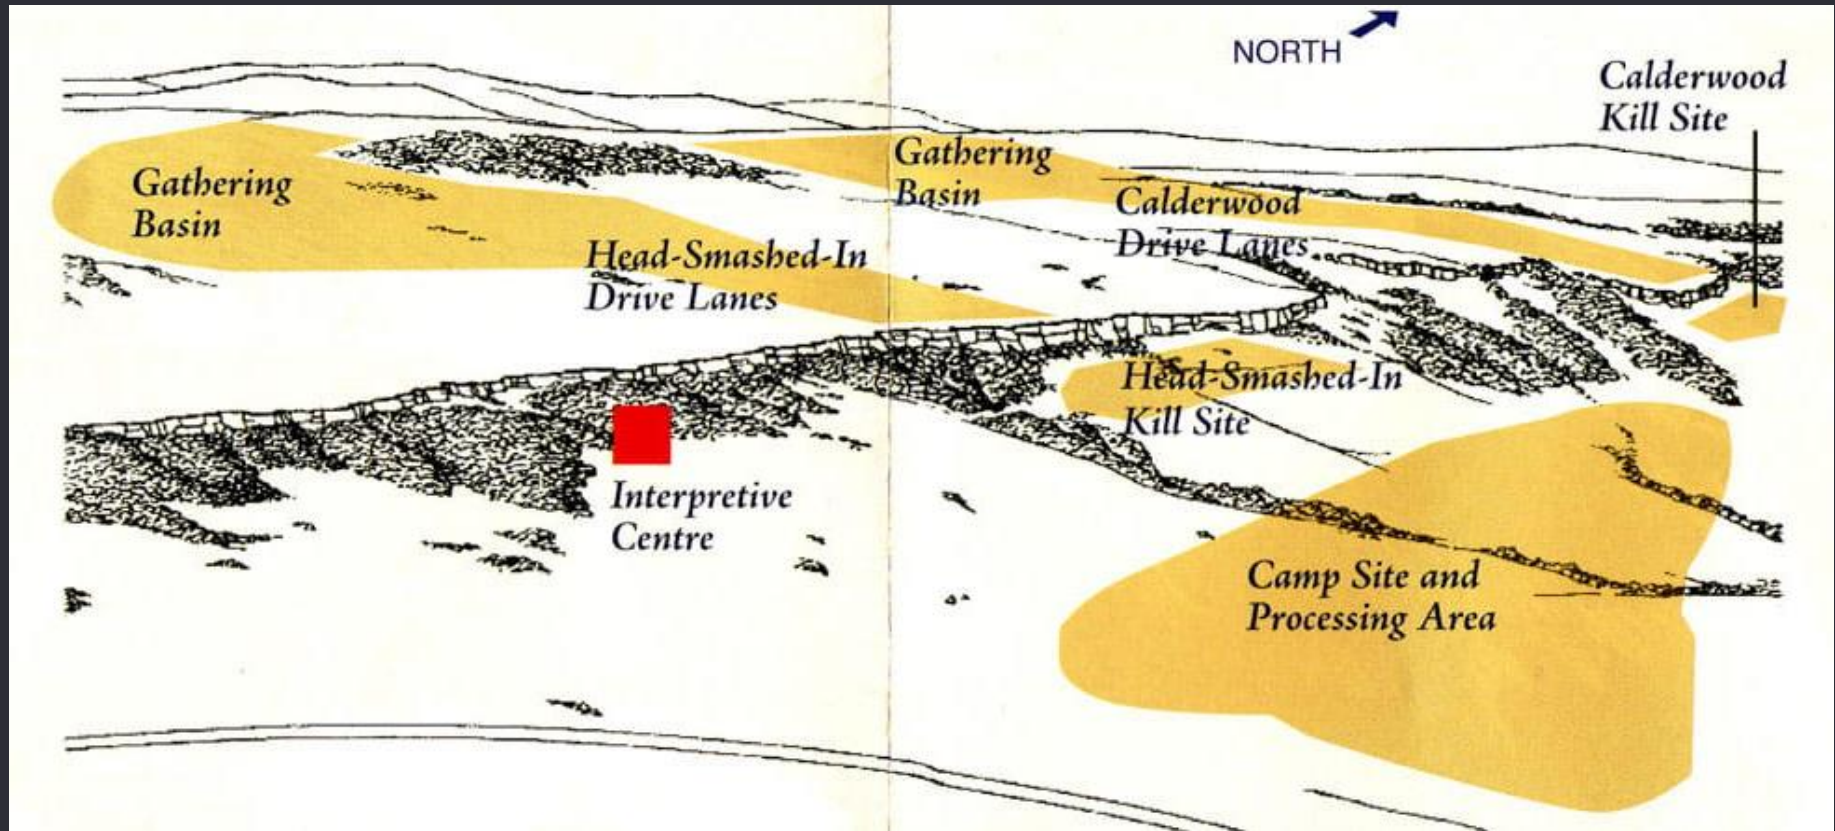 NORTH
Calderwood
Kill Site
Gathering
Basin
Gathering
Basin
Calderwood
Drive Lanes
Head-Smashed-In
Drive Lanes
Head-Smashed-In
Kill Site
Interpretive
Centre
Camp Site and
Processing Area